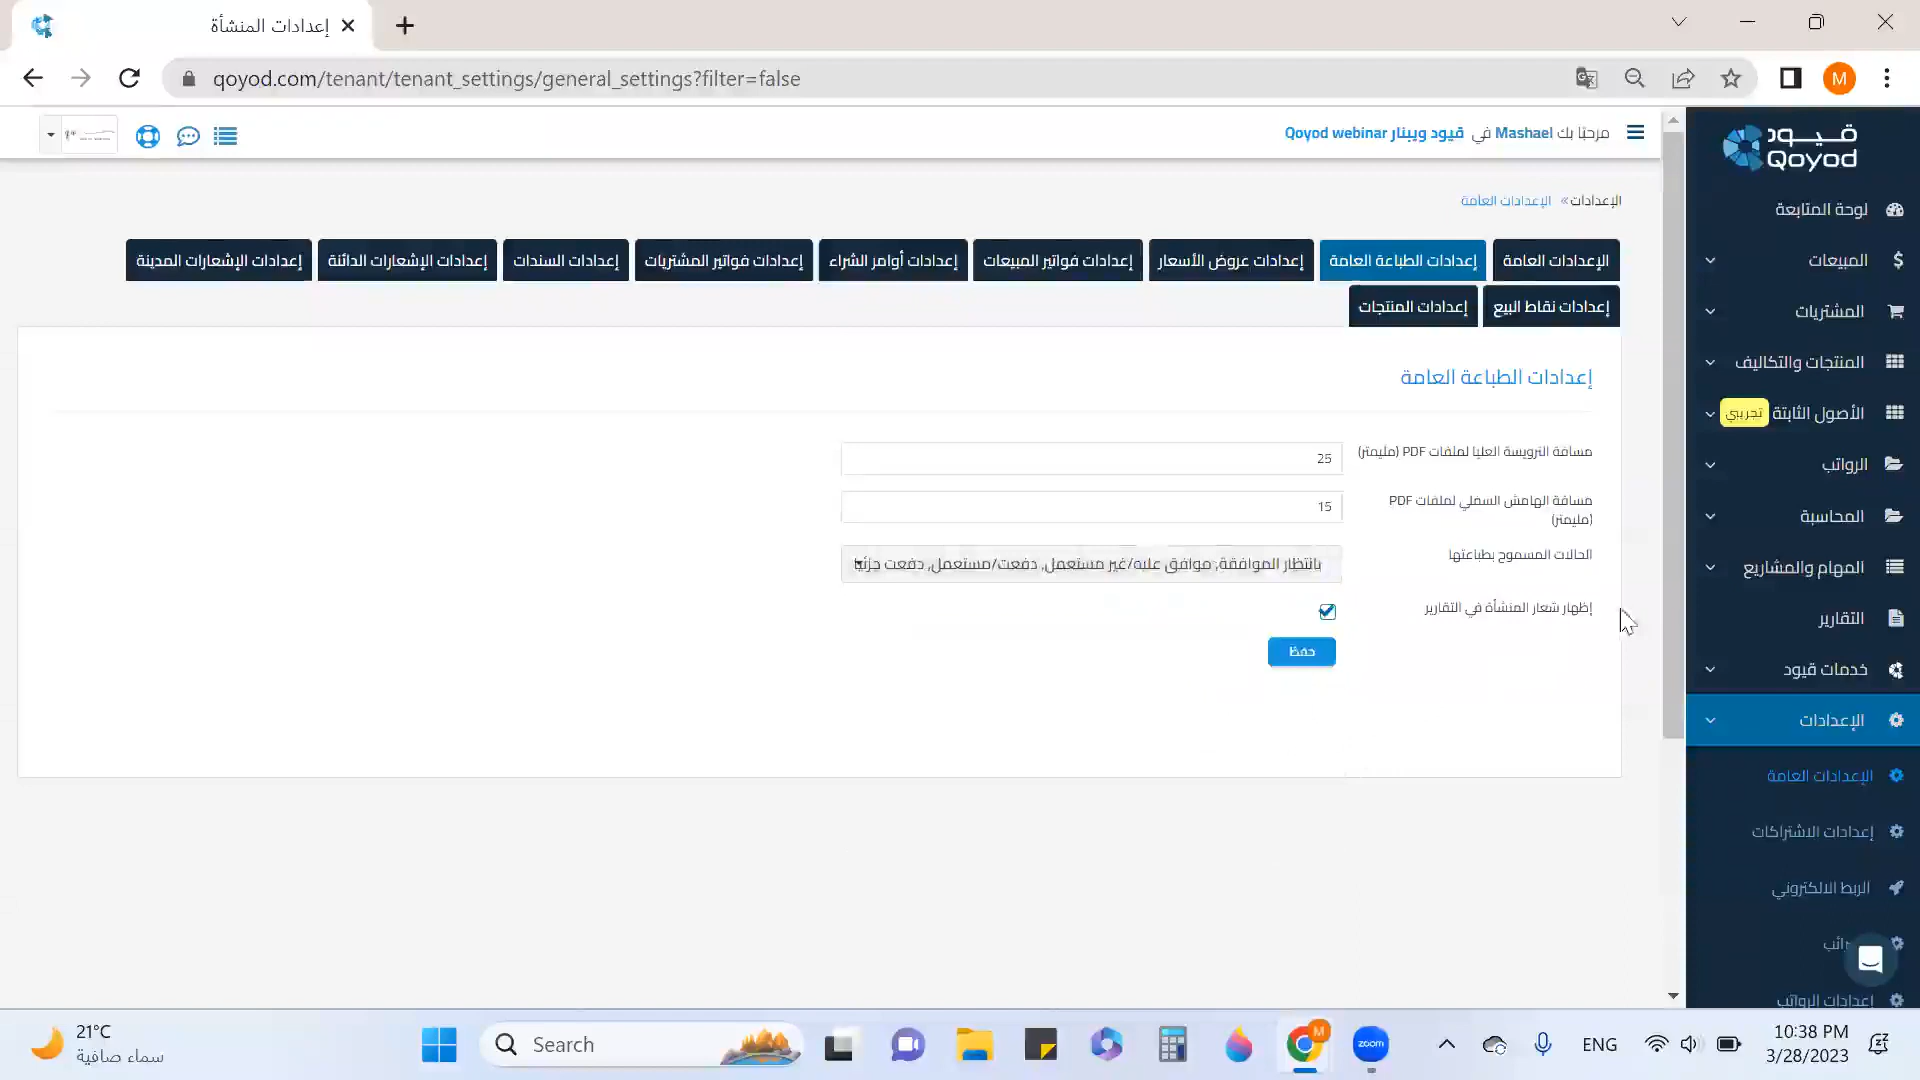 إعدادات المنشأة
qoyod.com/tenant/tenant_settings/general_settings?filter=false
M
مرحبًا بك Mashael في قيود ويبنار Qoyod webinar
قيود
Qoyod
الإعدادات » الإعدادات العامة
الإعدادات العامة
إعدادات الطباعة العامة
إعدادات عروض الأسعار
إعدادات فواتير المبيعات
إعدادات أوامر الشراء
إعدادات فواتير المشتريات
إعدادات السندات
إعدادات الإشعارات الدائنة
إعدادات الإشعارات المدينة
إعدادات نقاط البيع
إعدادات المنتجات
إعدادات الطباعة العامة
مسافة الترويسة العليا لملفات PDF (مليمتر)
25
مسافة الهامش السفلي لملفات PDF
(مليمتر)
15
الحالات المسموح بطباعتها
بانتظار الموافقة, موافق عليه/غير مستعمل, دفعت/مستعمل, دفعت جزئيا
إظهار شعار المنشأة في التقارير
حفظ
لوحة المتابعة
المبيعات
المشتريات
المنتجات والتكاليف
الأصول الثابتة تجريبي
الرواتب
المحاسبة
المهام والمشاريع
التقارير
خدمات قيود
الإعدادات
الإعدادات العامة
إعدادات الاشتراكات
الربط الالكتروني
إعدادات الرواتب
21°C
سماء صافية
Search
M
zoom
ENG
10:38 PM
3/28/2023